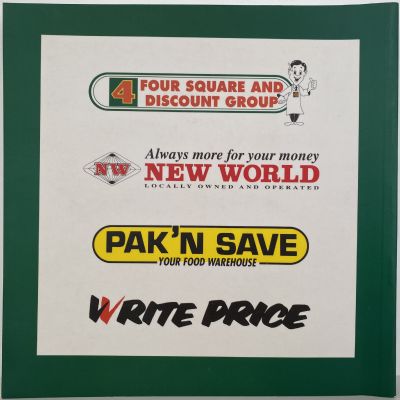 4 FOUR SQUARE AND
DISCOUNT GROUP
Always more for your money
NW NEW WORLD
LOCALLY OWNED AND OPERATED
PAK'N SAVE
YOUR FOOD WAREHOUSE
WRITE PRICE